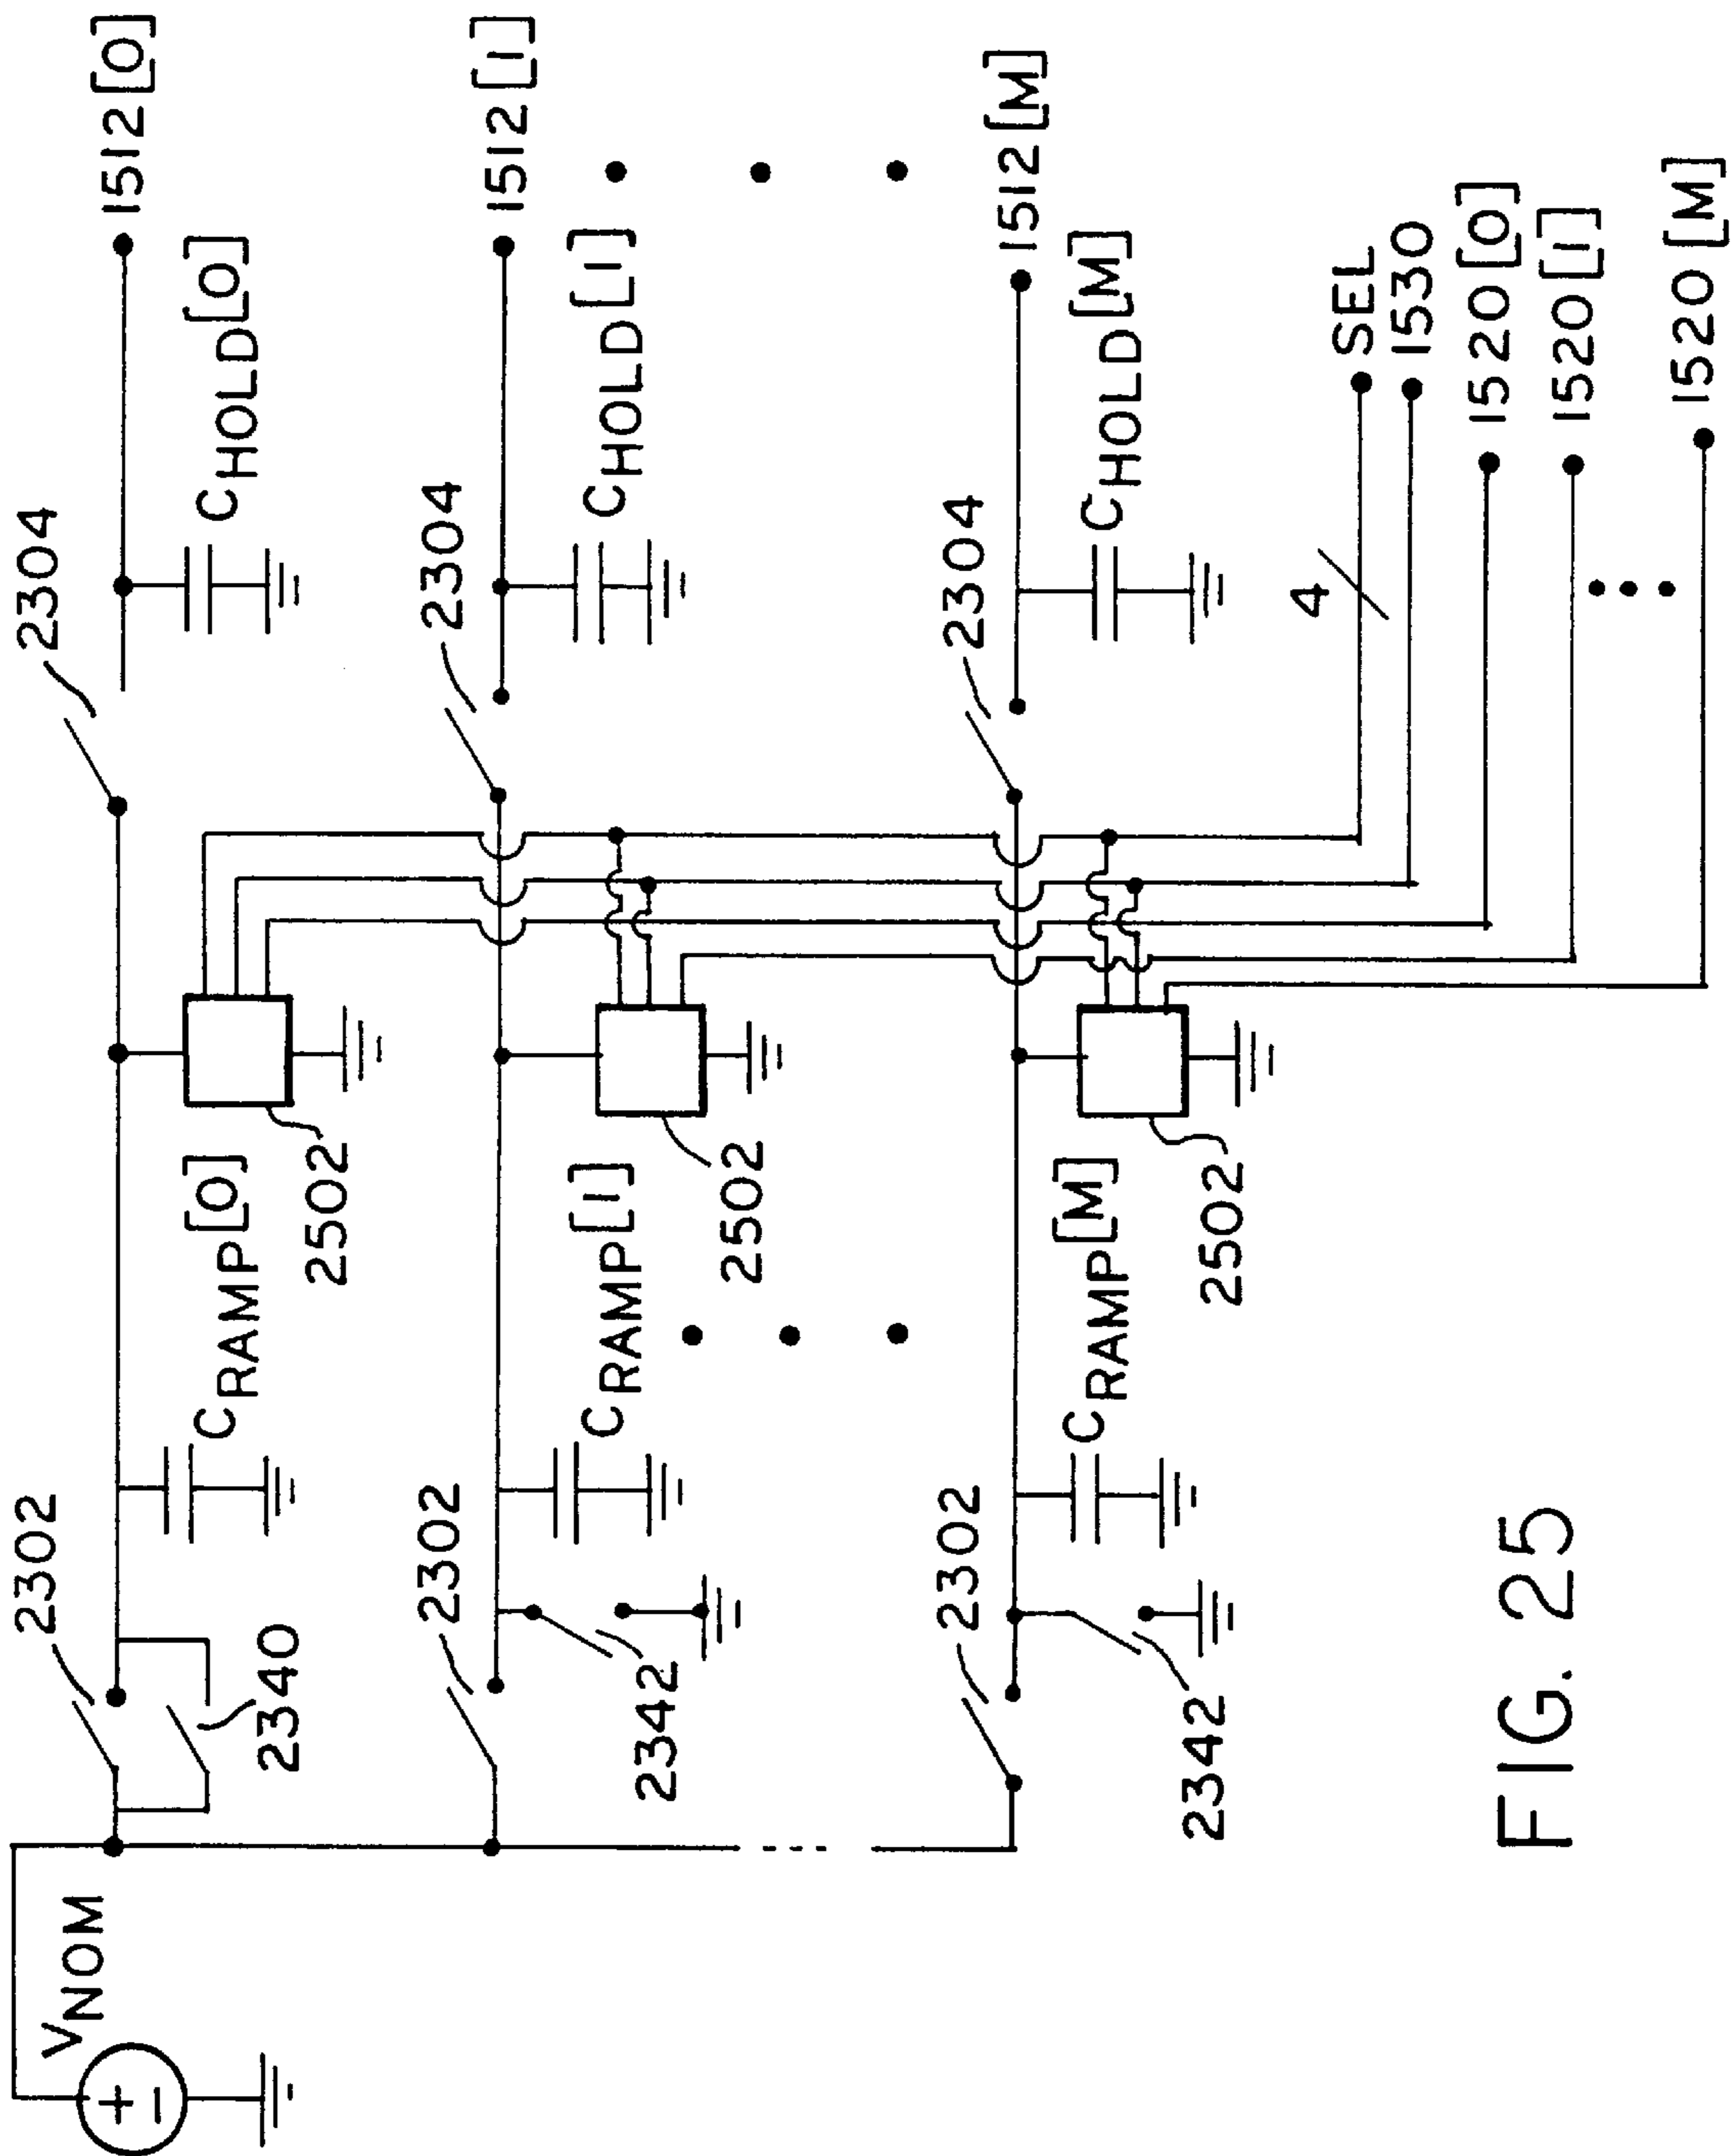 VNOM
2302
2340
CRAMP[0]
2502
2304
CHOLD[0]
1512[0]
2302
2342
CRAMP[1]
2502
2304
CHOLD[1]
1512[1]
2302
2342
CRAMP[M]
2502
2304
CHOLD[M]
1512[M]
4
SEL
1530
1520[0]
1520[1]
1520[M]
FIG. 25